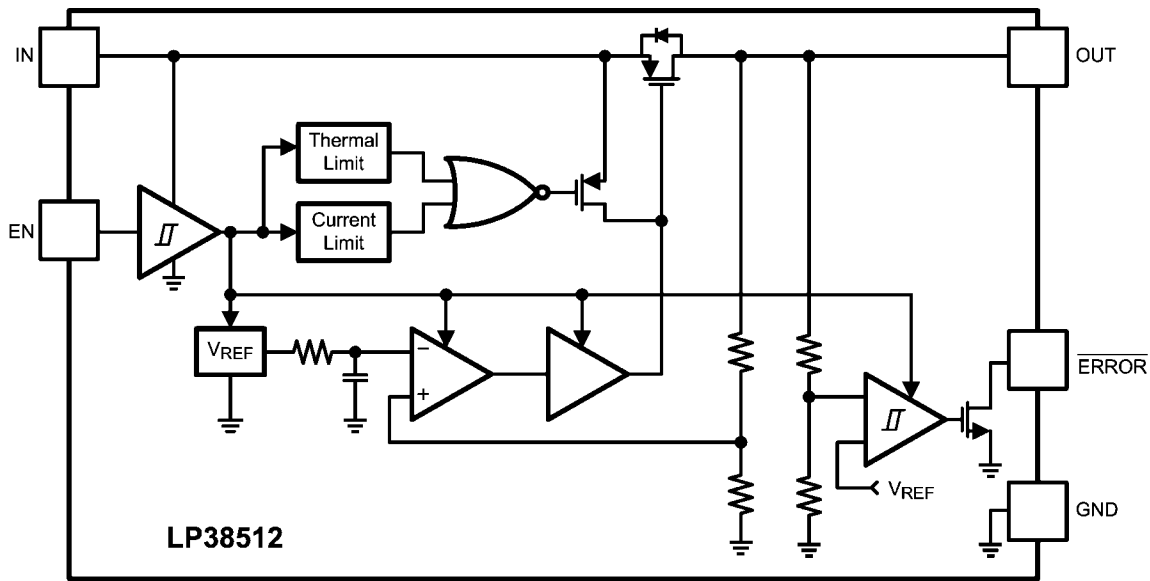 IN
OUT
Thermal
Limit
EN
Current
Limit
VREF
−
+
ERROR
VREF
GND
LP38512